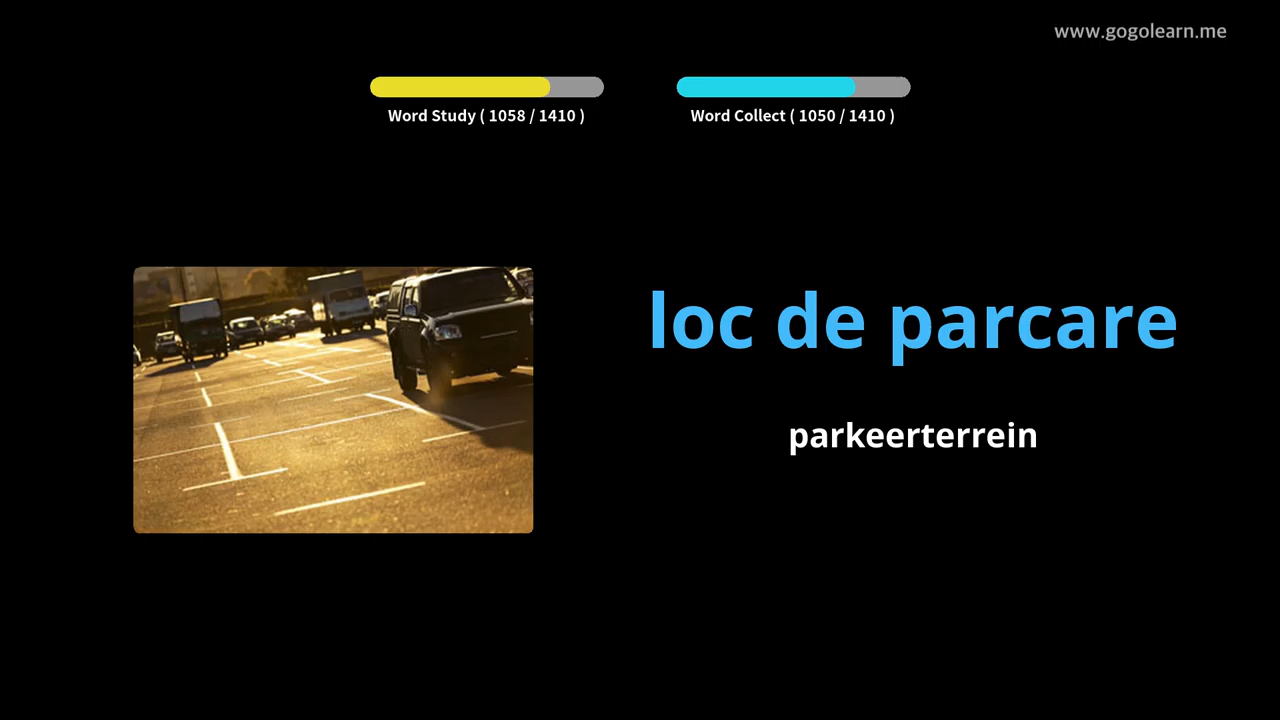 www.gogolearn.me
Word Study ( 1058 / 1410 )
Word Collect ( 1050 / 1410 )
loc de parcare
parkeerterrein